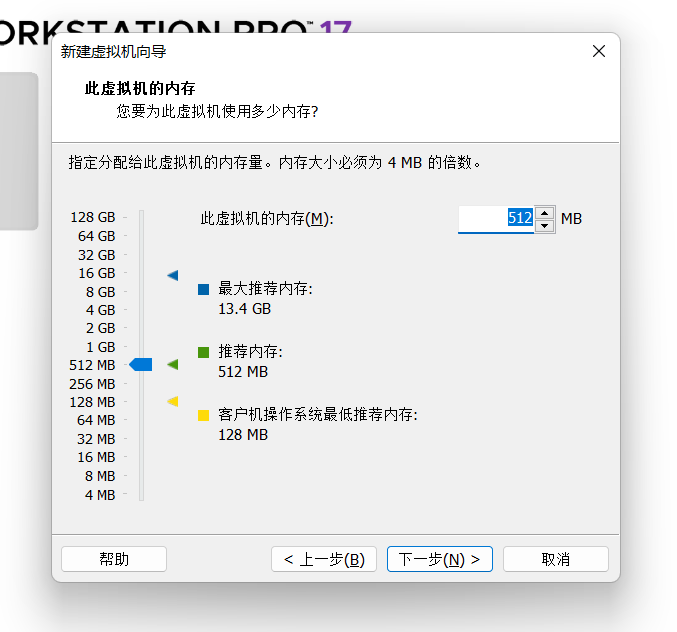 ORKSTATION PRO™ 17
新建虚拟机向导
此虚拟机的内存
您要为此虚拟机使用多少内存?
指定分配给此虚拟机的内存量。内存大小必须为 4 MB 的倍数。
128 GB
64 GB
32 GB
16 GB
8 GB
4 GB
2 GB
1 GB
512 MB
256 MB
128 MB
64 MB
32 MB
16 MB
8 MB
4 MB
此虚拟机的内存(M): 512 MB
最大推荐内存:
13.4 GB
推荐内存:
512 MB
客户机操作系统最低推荐内存:
128 MB
帮助 < 上一步(B) 下一步(N) > 取消